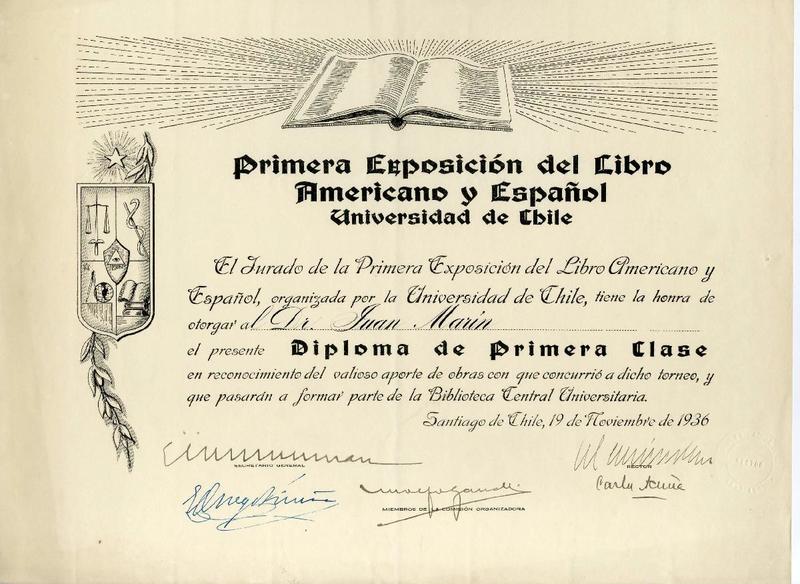 Primera Exposición del Libro
Americano y Español
Universidad de Chile
El Jurado de la Primera Exposición del Libro Americano y
Español, organizada por la Universidad de Chile, tiene la honra de
otorgar al Dr. Juan Marín
el presente Diploma de Primera Clase
en reconocimiento del valioso aporte de obras con que concurrió a dicho torneo, y
que pasarán a formar parte de la Biblioteca Central Universitaria.
Santiago de Chile, 19 de Noviembre de 1936
SECRETARIO GENERAL
RECTOR
Carlos Acuña
MIEMBROS DE LA COMISIÓN ORGANIZADORA